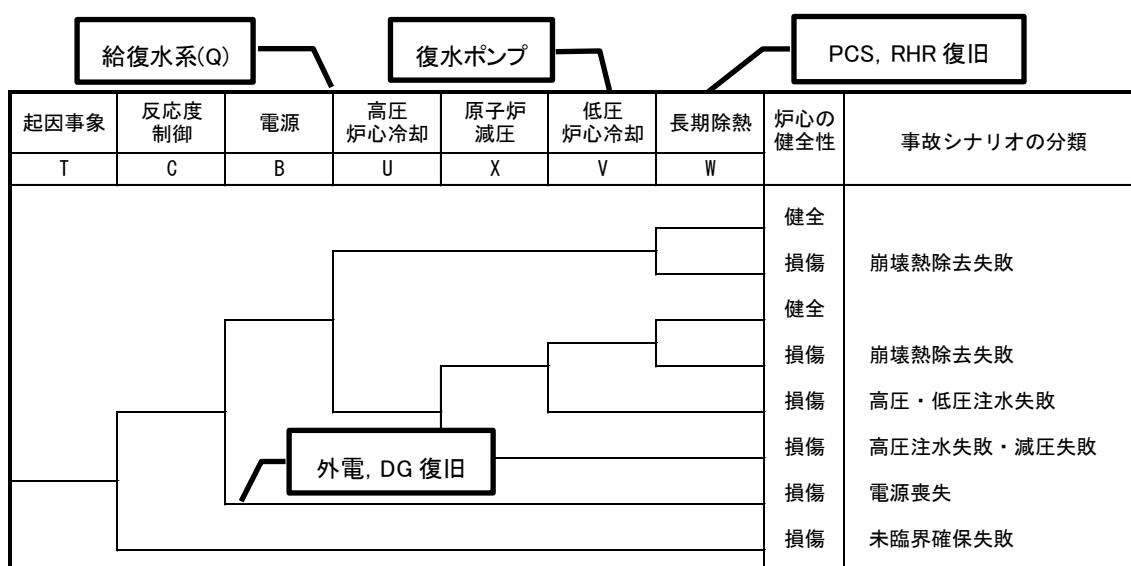 給復水系(Q)
復水ポンプ
PCS, RHR 復旧
起因事象
反応度
制御
電源
高圧
炉心冷却
原子炉
減圧
低圧
炉心冷却
長期除熱
炉心の
健全性
事故シナリオの分類
T
C
B
U
X
V
W
健全
損傷
崩壊熱除去失敗
健全
損傷
崩壊熱除去失敗
損傷
高圧・低圧注水失敗
損傷
高圧注水失敗・減圧失敗
外電, DG 復旧
損傷
電源喪失
損傷
未臨界確保失敗